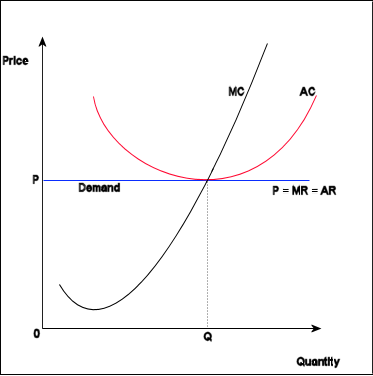 Price
MC
AC
P
Demand
P = MR = AR
0
Q
Quantity